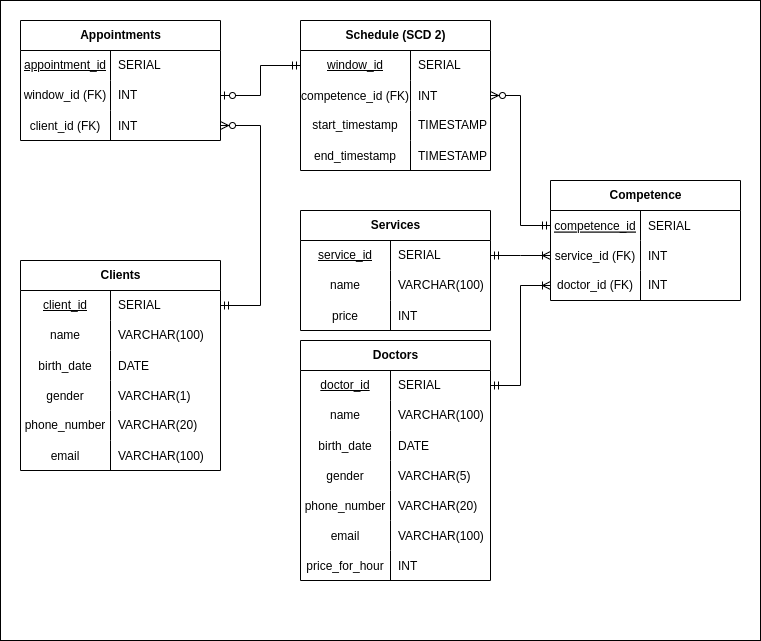 Appointments
appointment_id SERIAL
window_id (FK) INT
client_id (FK) INT
Schedule (SCD 2)
window_id SERIAL
competence_id (FK) INT
start_timestamp TIMESTAMP
end_timestamp TIMESTAMP
Competence
competence_id SERIAL
service_id (FK) INT
doctor_id (FK) INT
Services
service_id SERIAL
name VARCHAR(100)
price INT
Clients
client_id SERIAL
name VARCHAR(100)
birth_date DATE
gender VARCHAR(1)
phone_number VARCHAR(20)
email VARCHAR(100)
Doctors
doctor_id SERIAL
name VARCHAR(100)
birth_date DATE
gender VARCHAR(5)
phone_number VARCHAR(20)
email VARCHAR(100)
price_for_hour INT